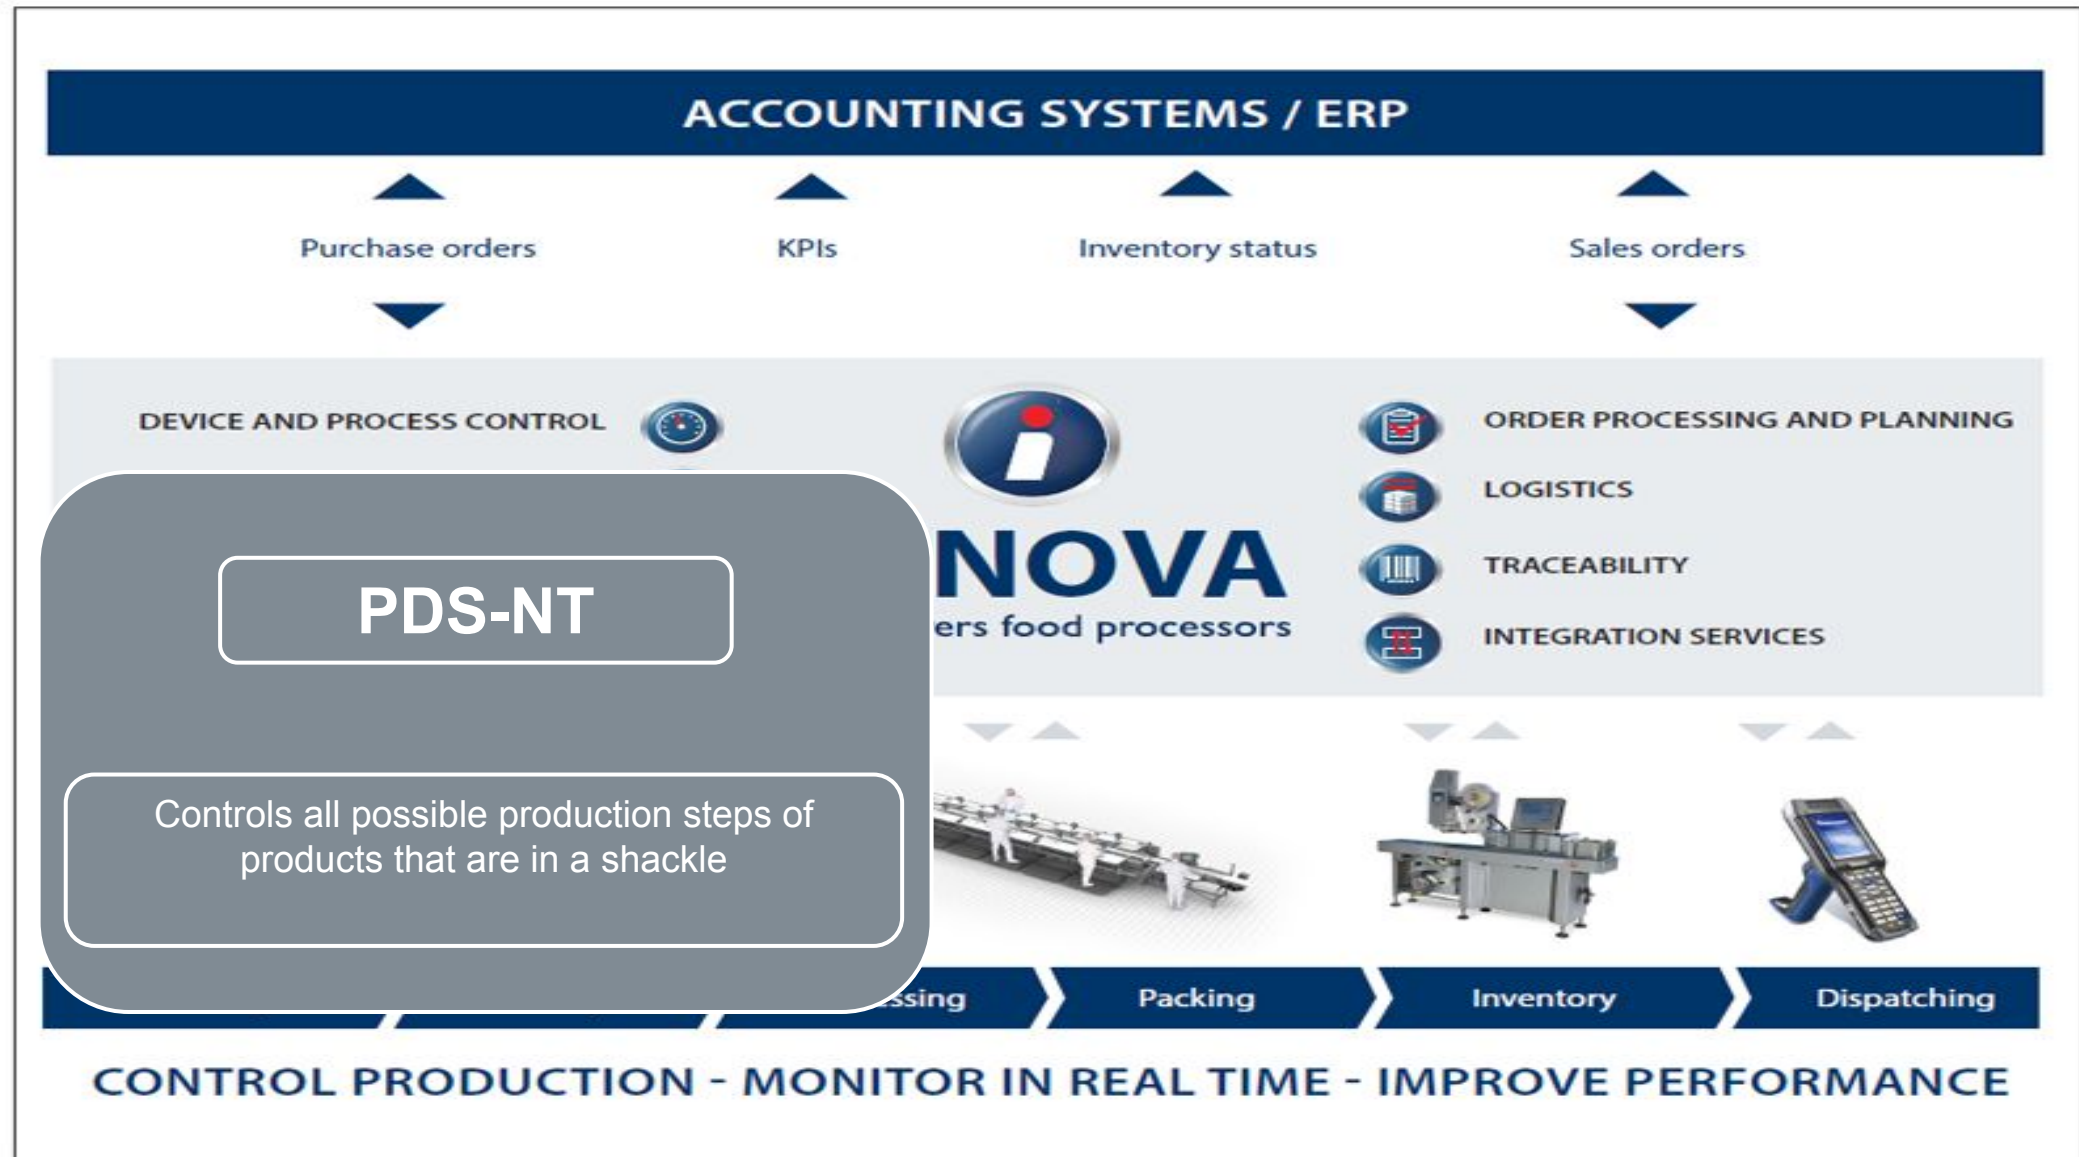 ACCOUNTING SYSTEMS / ERP
Purchase orders
KPIs
Inventory status
Sales orders
DEVICE AND PROCESS CONTROL
ORDER PROCESSING AND PLANNING
LOGISTICS
TRACEABILITY
INTEGRATION SERVICES
NOVA
ers food processors
PDS-NT
Controls all possible production steps of
products that are in a shackle
ssing
Packing
Inventory
Dispatching
CONTROL PRODUCTION - MONITOR IN REAL TIME - IMPROVE PERFORMANCE